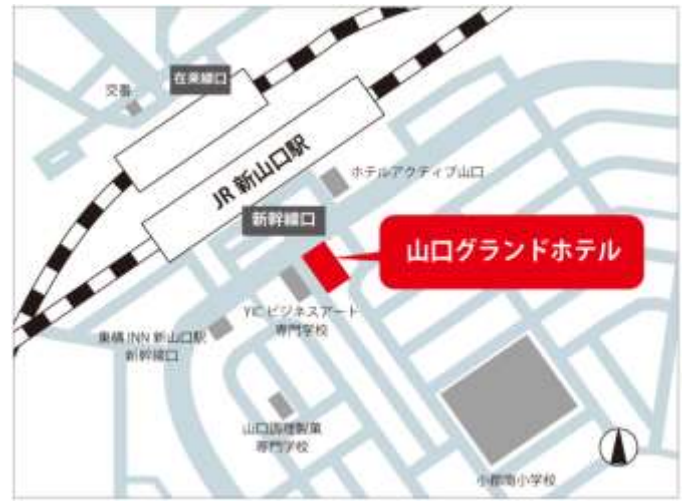 在来線口
交番
JR 新山口駅
ホテルアクティブ山口
新幹線口
山口グランドホテル
YIC ビジネスアート
専門学校
東横 INN 新山口駅
新幹線口
山口調理製菓
専門学校
小郡南小学校